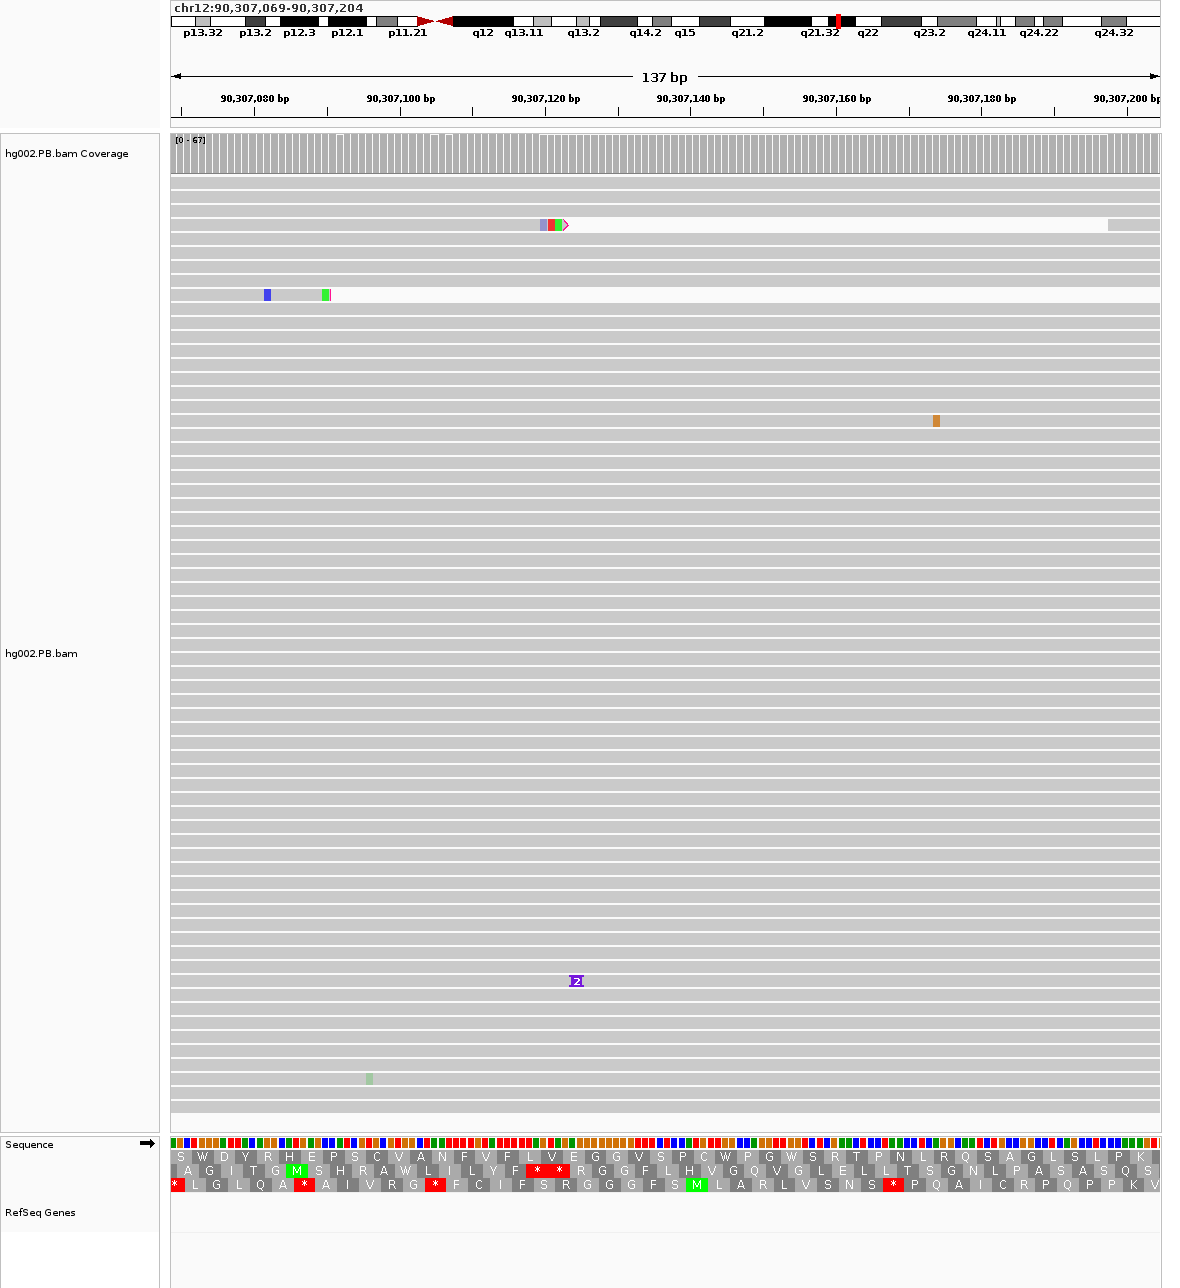 chr12:90,307,069-90,307,204
p13.32 p13.2 p12.3 p12.1 p11.21 q12 q13.11 q13.2 q14.2 q15 q21.2 q21.32 q22 q23.2 q24.11 q24.22 q24.32
137 bp
90,307,080 bp 90,307,100 bp 90,307,120 bp 90,307,140 bp 90,307,160 bp 90,307,180 bp 90,307,200 bp
[0 - 67]
hg002.PB.bam Coverage
hg002.PB.bam
2
Sequence
S W D Y R H E P S C V A N F V F L V E G G V S P C W P G W S R T P N L R Q S A G L S L P K
A G I T G M S H R A W L I L Y F * * R G G F L H V G Q V G L E L L T S G N L P A S A S Q S
* L G L Q A * A I V R G * F C I F S R G G G F S M L A R L V S N S * P Q A I C R P Q P P K V
RefSeq Genes